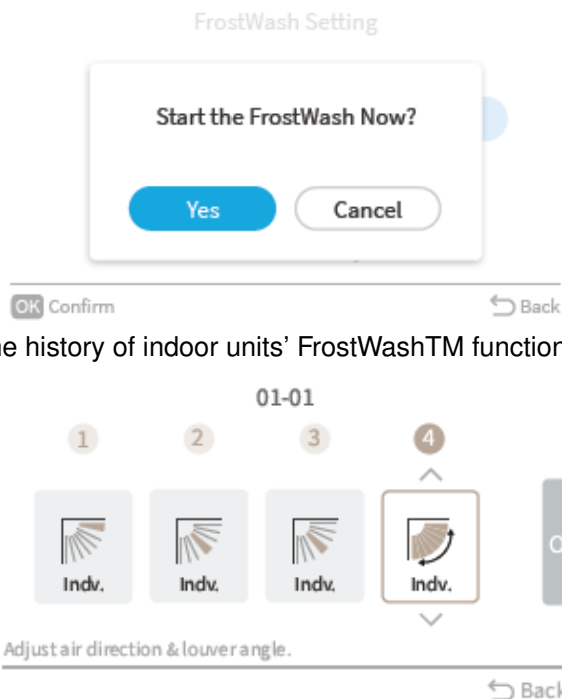 FrostWash Setting
Start the FrostWash Now?
Yes Cancel
OK Confirm Back
history of indoor units' FrostWashTM function
01-01
1 2 3 4
Indv. Indv. Indv. Indv.
Adjust air direction & louver angle.
Back